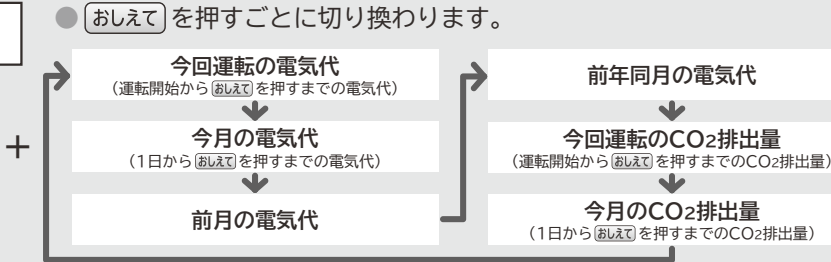 ● おしえて を押すごとに切り換わります。
今回運転の電気代
（運転開始から おしえて を押すまでの電気代）
今月の電気代
（1日から おしえて を押すまでの電気代）
前月の電気代
前年同月の電気代
今回運転のCO2排出量
（運転開始から おしえて を押すまでのCO2排出量）
今月のCO2排出量
（1日から おしえて を押すまでのCO2排出量）
＋